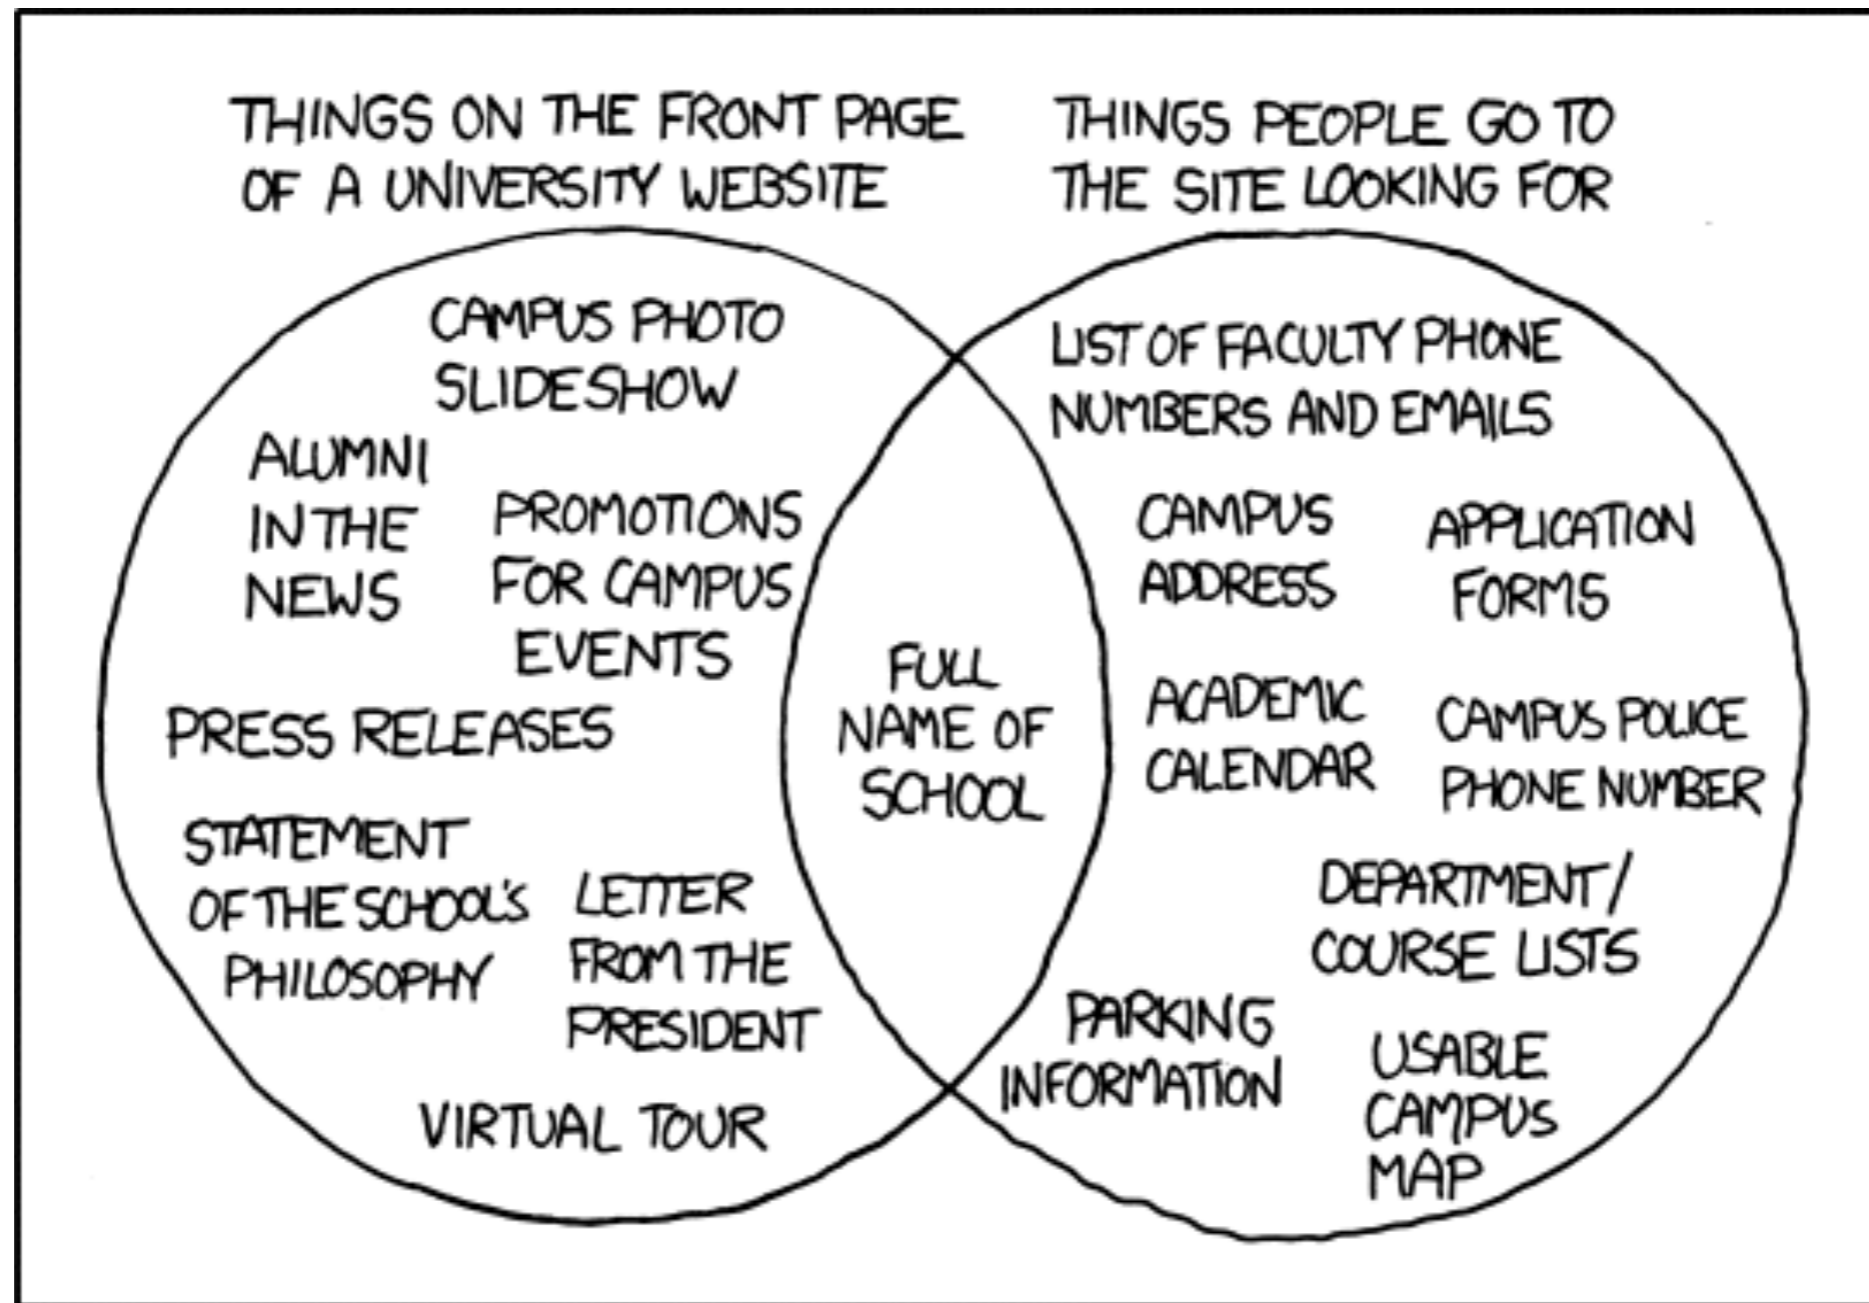 THINGS ON THE FRONT PAGE
OF A UNIVERSITY WEBSITE
THINGS PEOPLE GO TO
THE SITE LOOKING FOR
CAMPUS PHOTO
SLIDESHOW
ALUMNI
IN THE
NEWS
PROMOTIONS
FOR CAMPUS
EVENTS
PRESS RELEASES
STATEMENT
OF THE SCHOOL'S
PHILOSOPHY
LETTER
FROM THE
PRESIDENT
VIRTUAL TOUR
FULL
NAME OF
SCHOOL
LIST OF FACULTY PHONE
NUMBERS AND EMAILS
CAMPUS
ADDRESS
APPLICATION
FORMS
ACADEMIC
CALENDAR
CAMPUS POLICE
PHONE NUMBER
DEPARTMENT/
COURSE LISTS
PARKING
INFORMATION
USABLE
CAMPUS
MAP